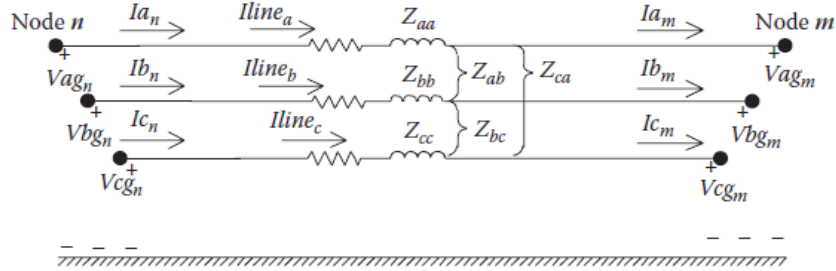 Node n Ia_n Iline_a Z_aa Ia_m Node m
+ +
Vag_n Ib_n Iline_b Z_bb Z_ab Z_ca Ib_m Vag_m
+ +
Vbg_n Ic_n Iline_c Z_cc Z_bc Ic_m Vbg_m
+ +
Vcg_n Vcg_m
– – – – – –